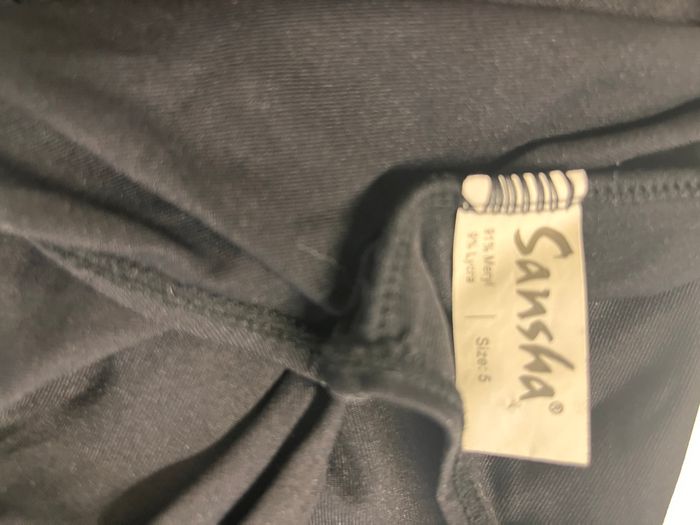 Sansha®
91% Meryl
9% Lycra
Size: 5